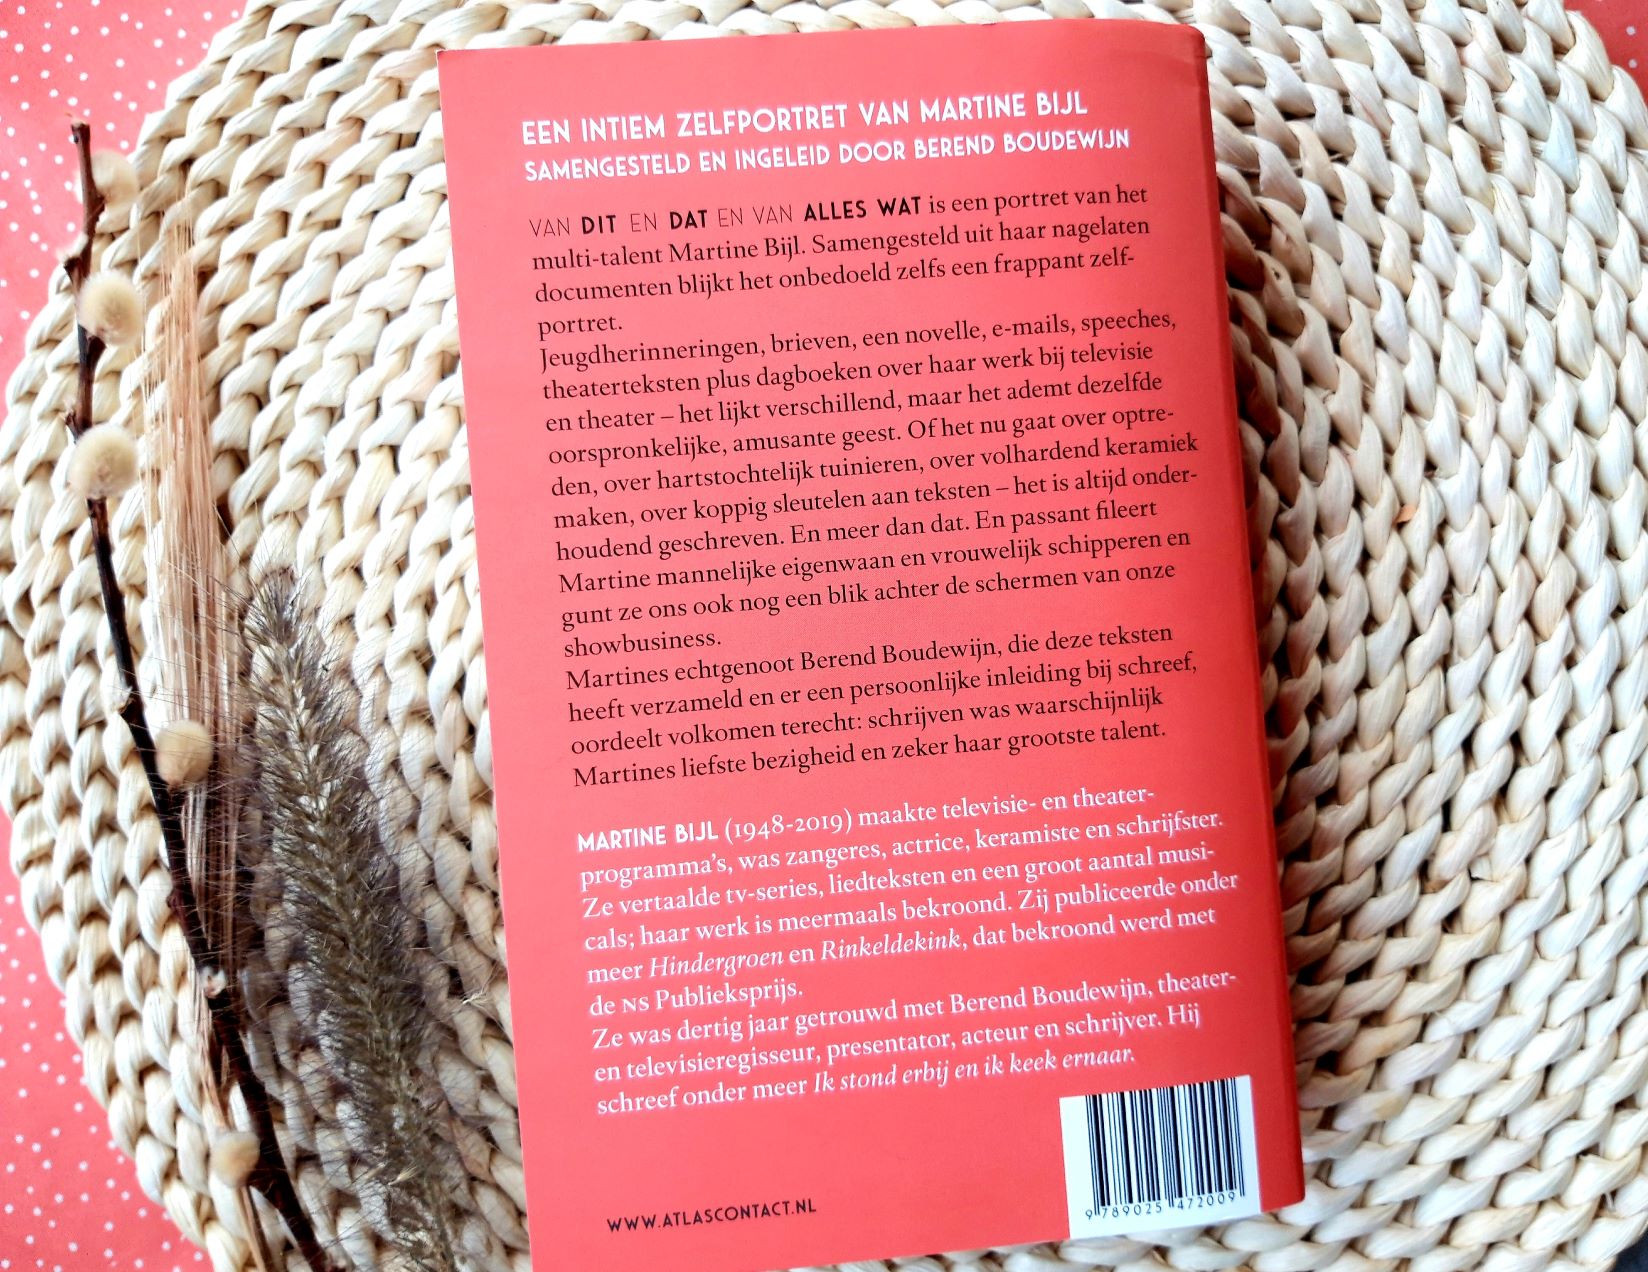 EEN INTIEM ZELFPORTRET VAN MARTINE BIJL
SAMENGESTELD EN INGELEID DOOR BEREND BOUDEWIJN
VAN DIT EN DAT EN VAN ALLES WAT is een portret van het
multi-talent Martine Bijl. Samengesteld uit haar nagelaten
documenten blijkt het onbedoeld zelfs een frappant zelf-
portret.
Jeugdherinneringen, brieven, een novelle, e-mails, speeches,
theaterteksten plus dagboeken over haar werk bij televisie
en theater – het lijkt verschillend, maar het ademt dezelfde
oorspronkelijke, amusante geest. Of het nu gaat over optre-
den, over hartstochtelijk tuinieren, over volhardend keramiek
maken, over koppig sleutelen aan teksten – het is altijd onder-
houdend geschreven. En meer dan dat. En passant fileert
Martine mannelijke eigenwaan en vrouwelijk schipperen en
gunt ze ons ook nog een blik achter de schermen van onze
showbusiness.
Martines echtgenoot Berend Boudewijn, die deze teksten
heeft verzameld en er een persoonlijke inleiding bij schreef,
oordeelt volkomen terecht: schrijven was waarschijnlijk
Martines liefste bezigheid en zeker haar grootste talent.
MARTINE BIJL (1948-2019) maakte televisie- en theater-
programma's, was zangeres, actrice, keramiste en schrijfster.
Ze vertaalde tv-series, liedteksten en een groot aantal musi-
cals; haar werk is meermaals bekroond. Zij publiceerde onder
meer Hindergroen en Rinkeldekink, dat bekroond werd met
de NS Publieksprijs.
Ze was dertig jaar getrouwd met Berend Boudewijn, theater-
en televisieregisseur, presentator, acteur en schrijver. Hij
schreef onder meer Ik stond erbij en ik keek ernaar.
WWW.ATLASCONTACT.NL
9 789025 472009